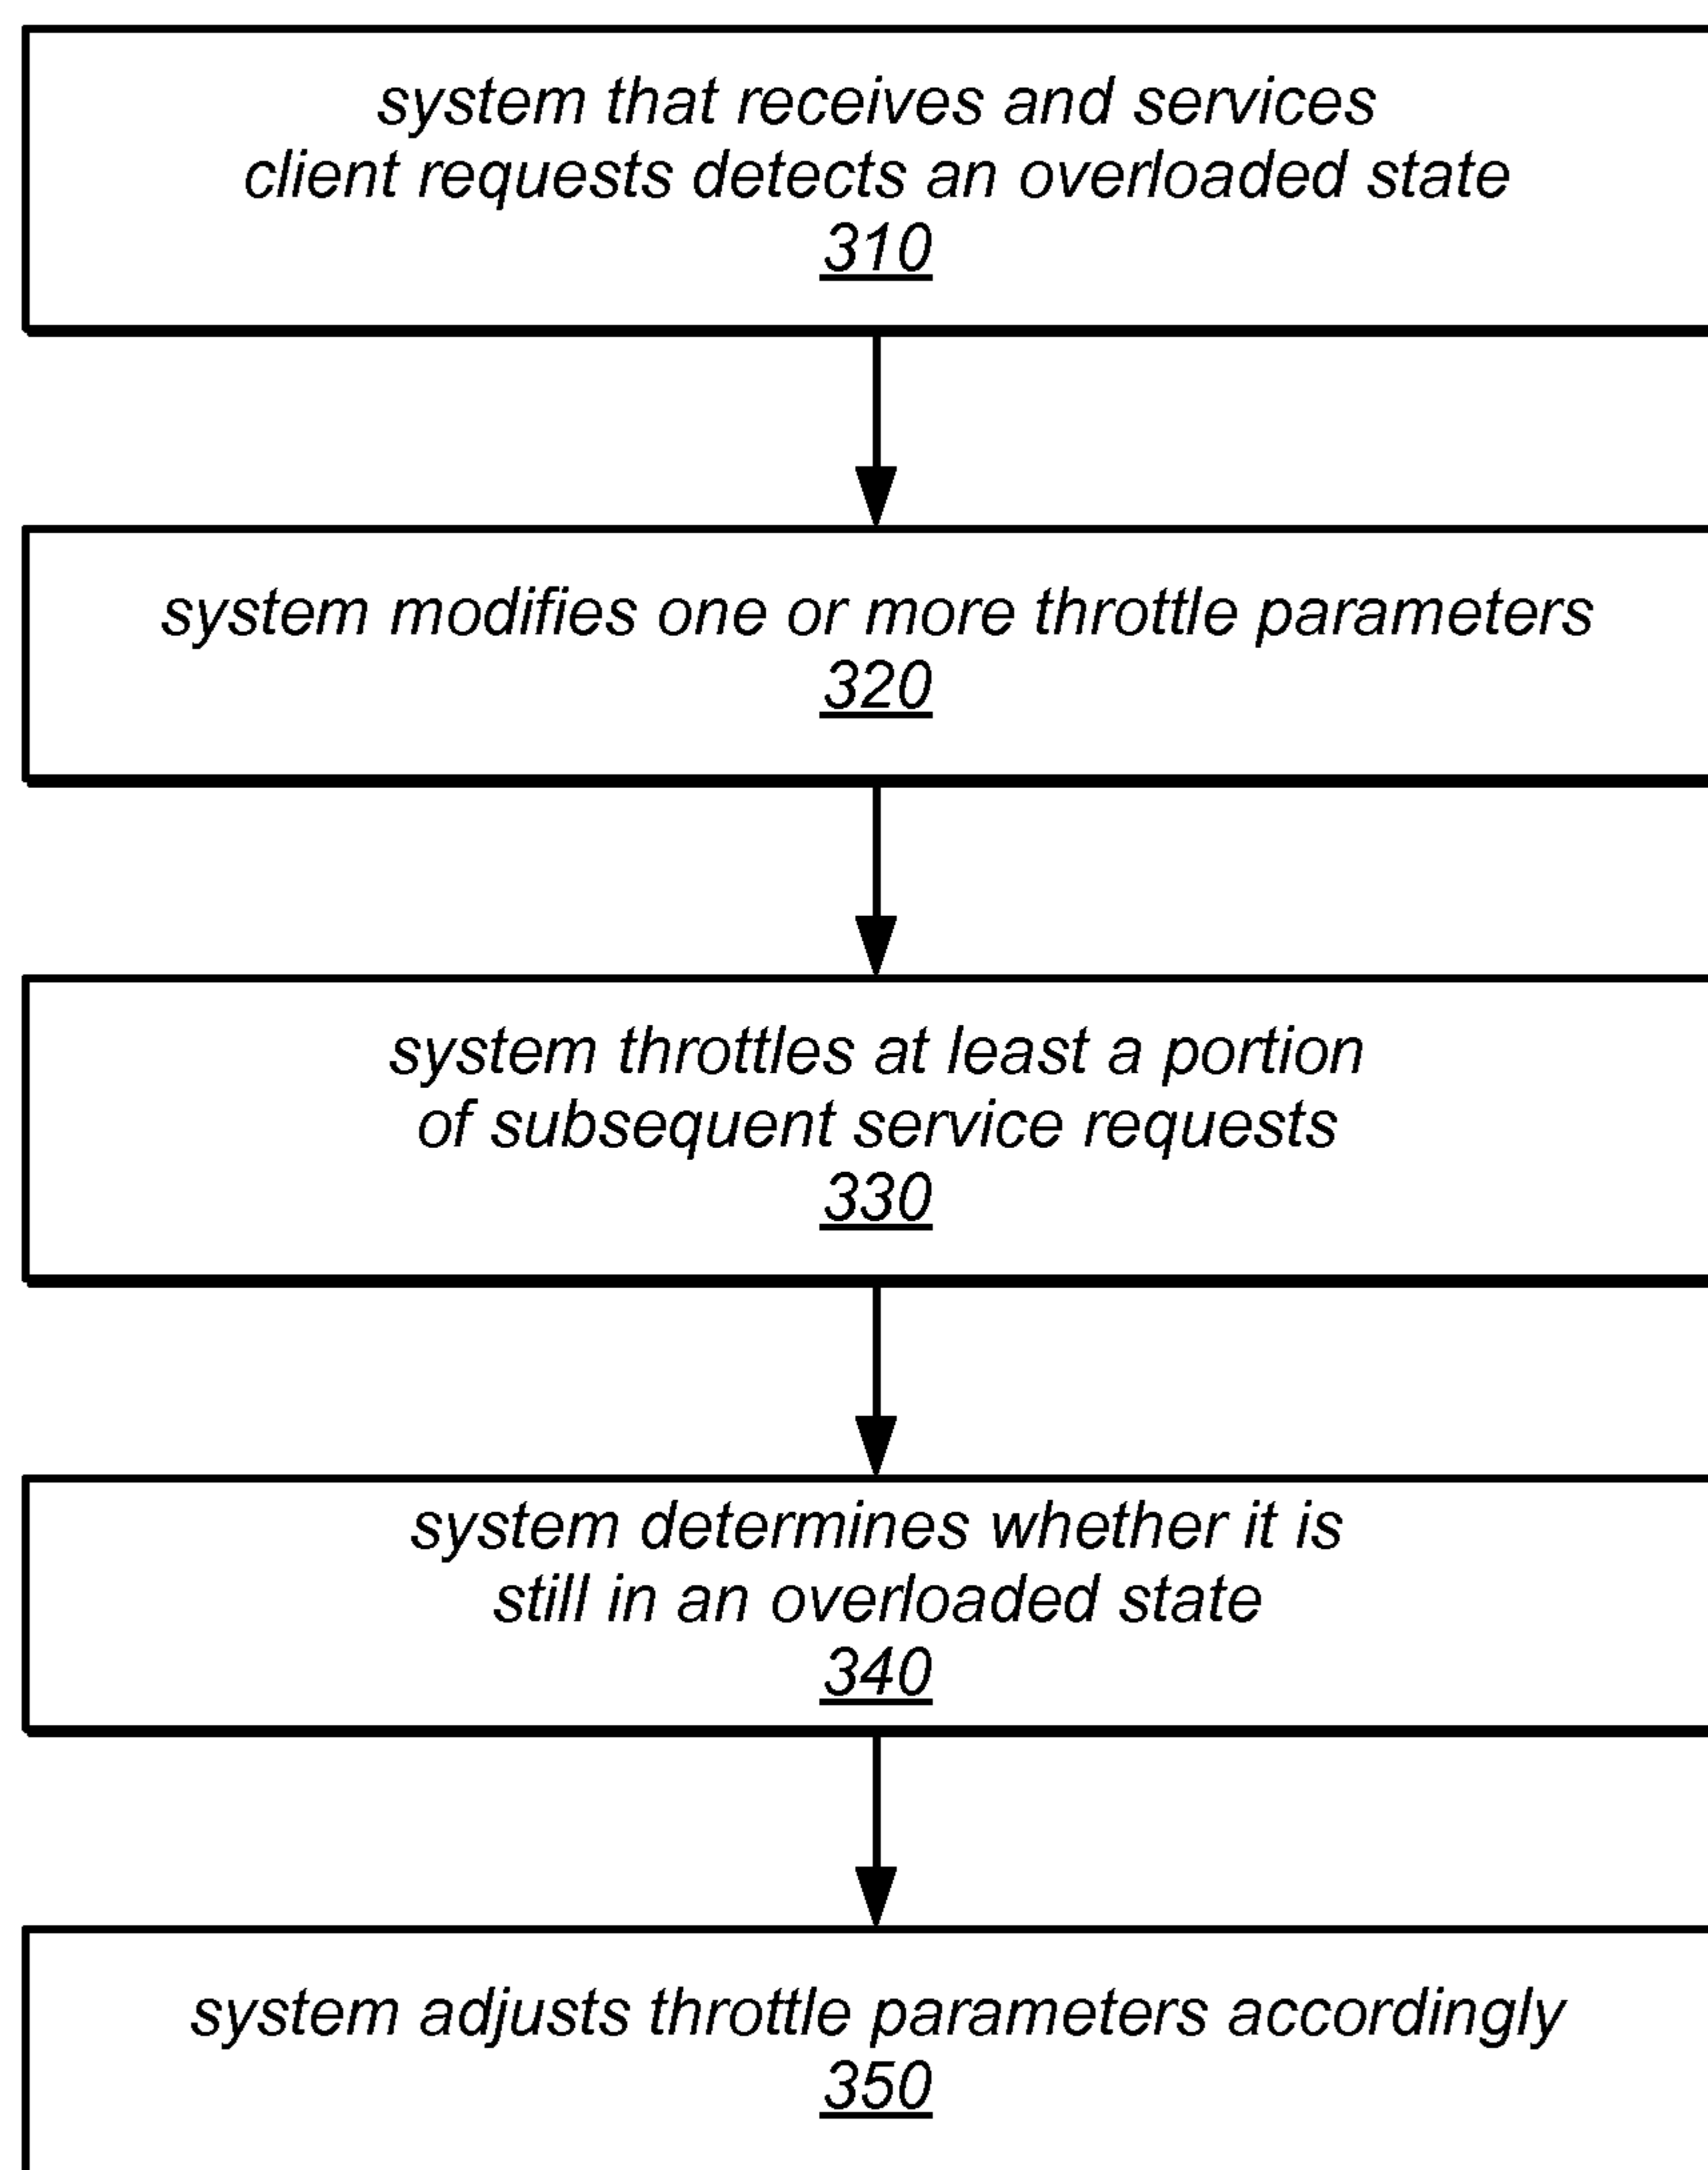 system that receives and services
client requests detects an overloaded state
310
system modifies one or more throttle parameters
320
system throttles at least a portion
of subsequent service requests
330
system determines whether it is
still in an overloaded state
340
system adjusts throttle parameters accordingly
350